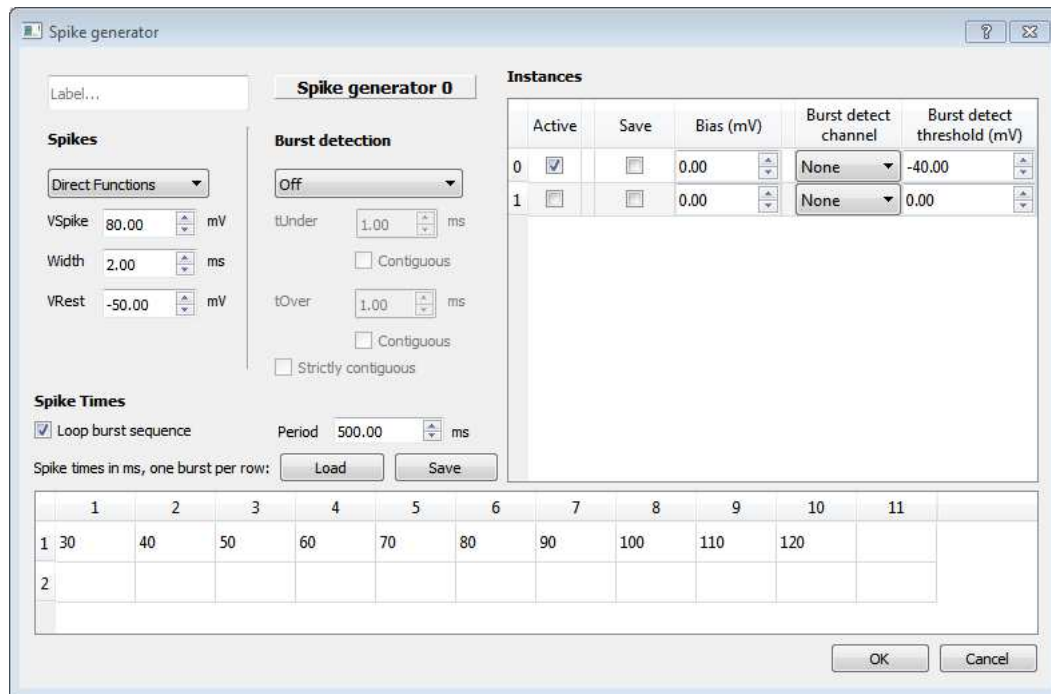 Spike generator
Label...
Spike generator 0
Spikes
Burst detection
Direct Functions
Off
VSpike 80.00 mV
tUnder 1.00 ms
Width 2.00 ms
Contiguous
VRest -50.00 mV
tOver 1.00 ms
Contiguous
Strictly contiguous
Instances
Active Save Bias (mV) Burst detect channel Burst detect threshold (mV)
0 0.00 None -40.00
1 0.00 None 0.00
Spike Times
Loop burst sequence Period 500.00 ms
Spike times in ms, one burst per row: Load Save
1 2 3 4 5 6 7 8 9 10 11
1 30 40 50 60 70 80 90 100 110 120
2
OK Cancel